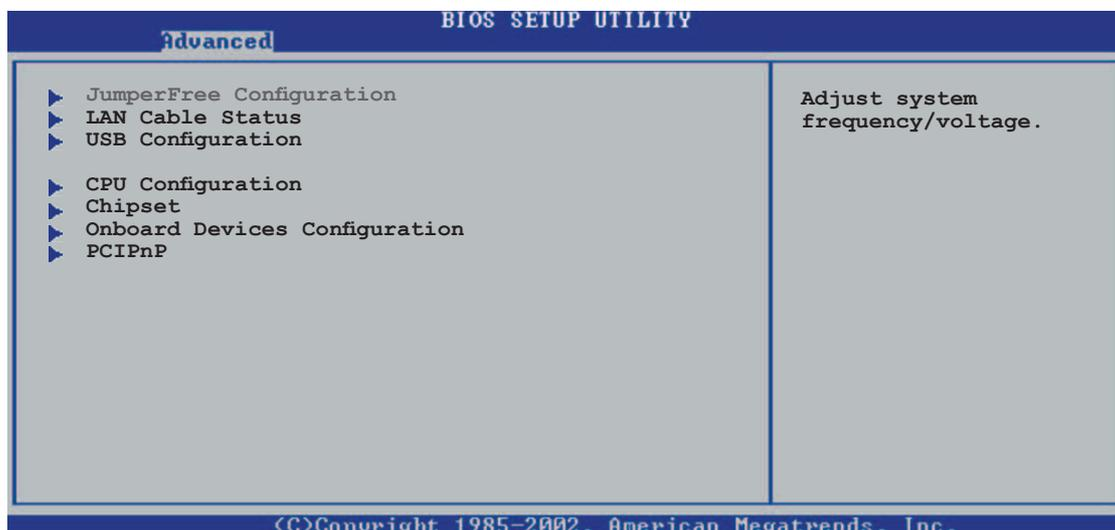 BIOS SETUP UTILITY
Advanced
JumperFree Configuration
LAN Cable Status
USB Configuration
CPU Configuration
Chipset
Onboard Devices Configuration
PCIPnP
Adjust system
frequency/voltage.
(C)Copyright 1985-2002, American Megatrends, Inc.